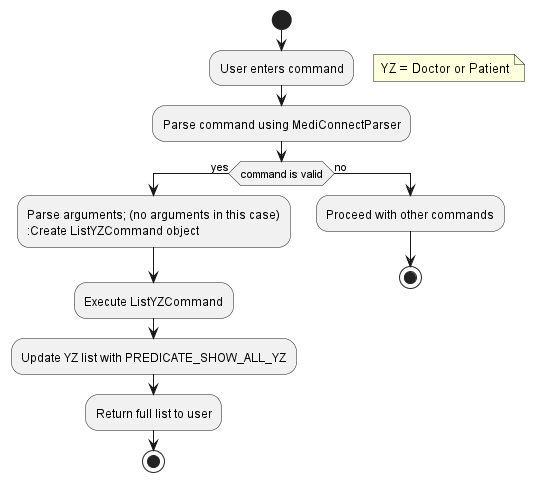 User enters command
YZ = Doctor or Patient
Parse command using MediConnectParser
yes
command is valid
no
Parse arguments; (no arguments in this case)
:Create ListYZCommand object
Proceed with other commands
Execute ListYZCommand
Update YZ list with PREDICATE_SHOW_ALL_YZ
Return full list to user